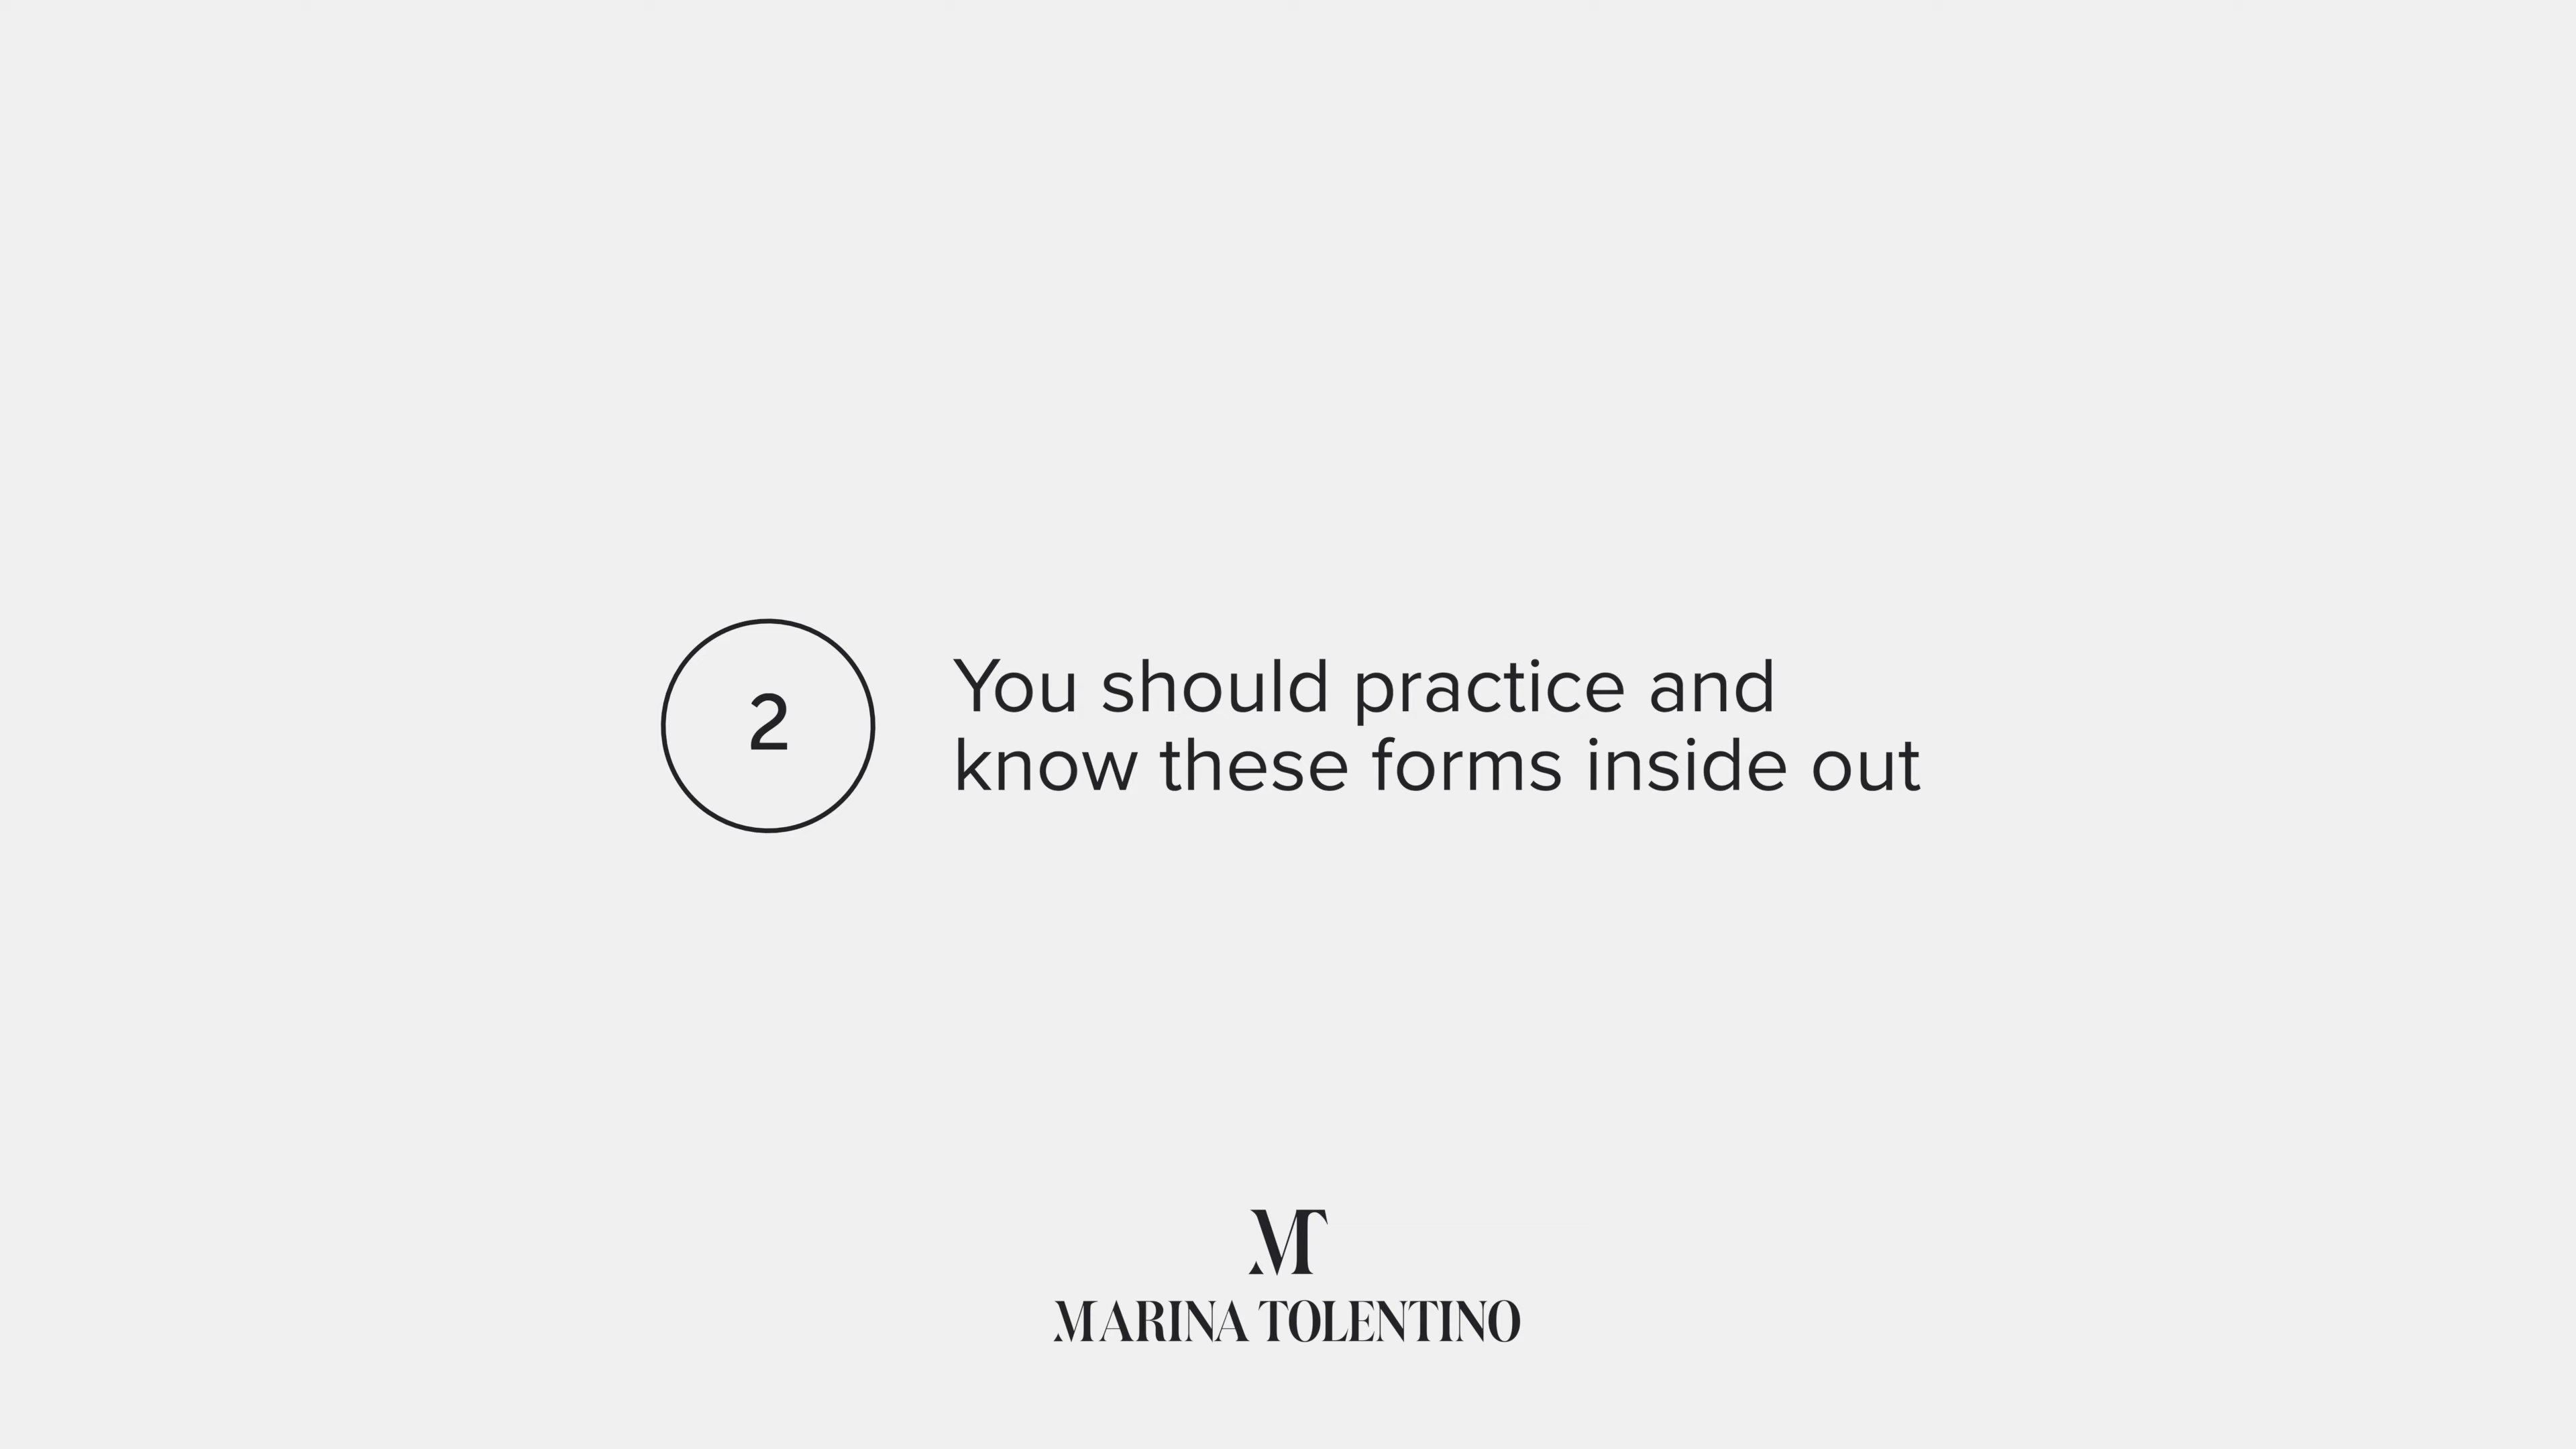 2
You should practice and
know these forms inside out
MT
MARINA TOLENTINO